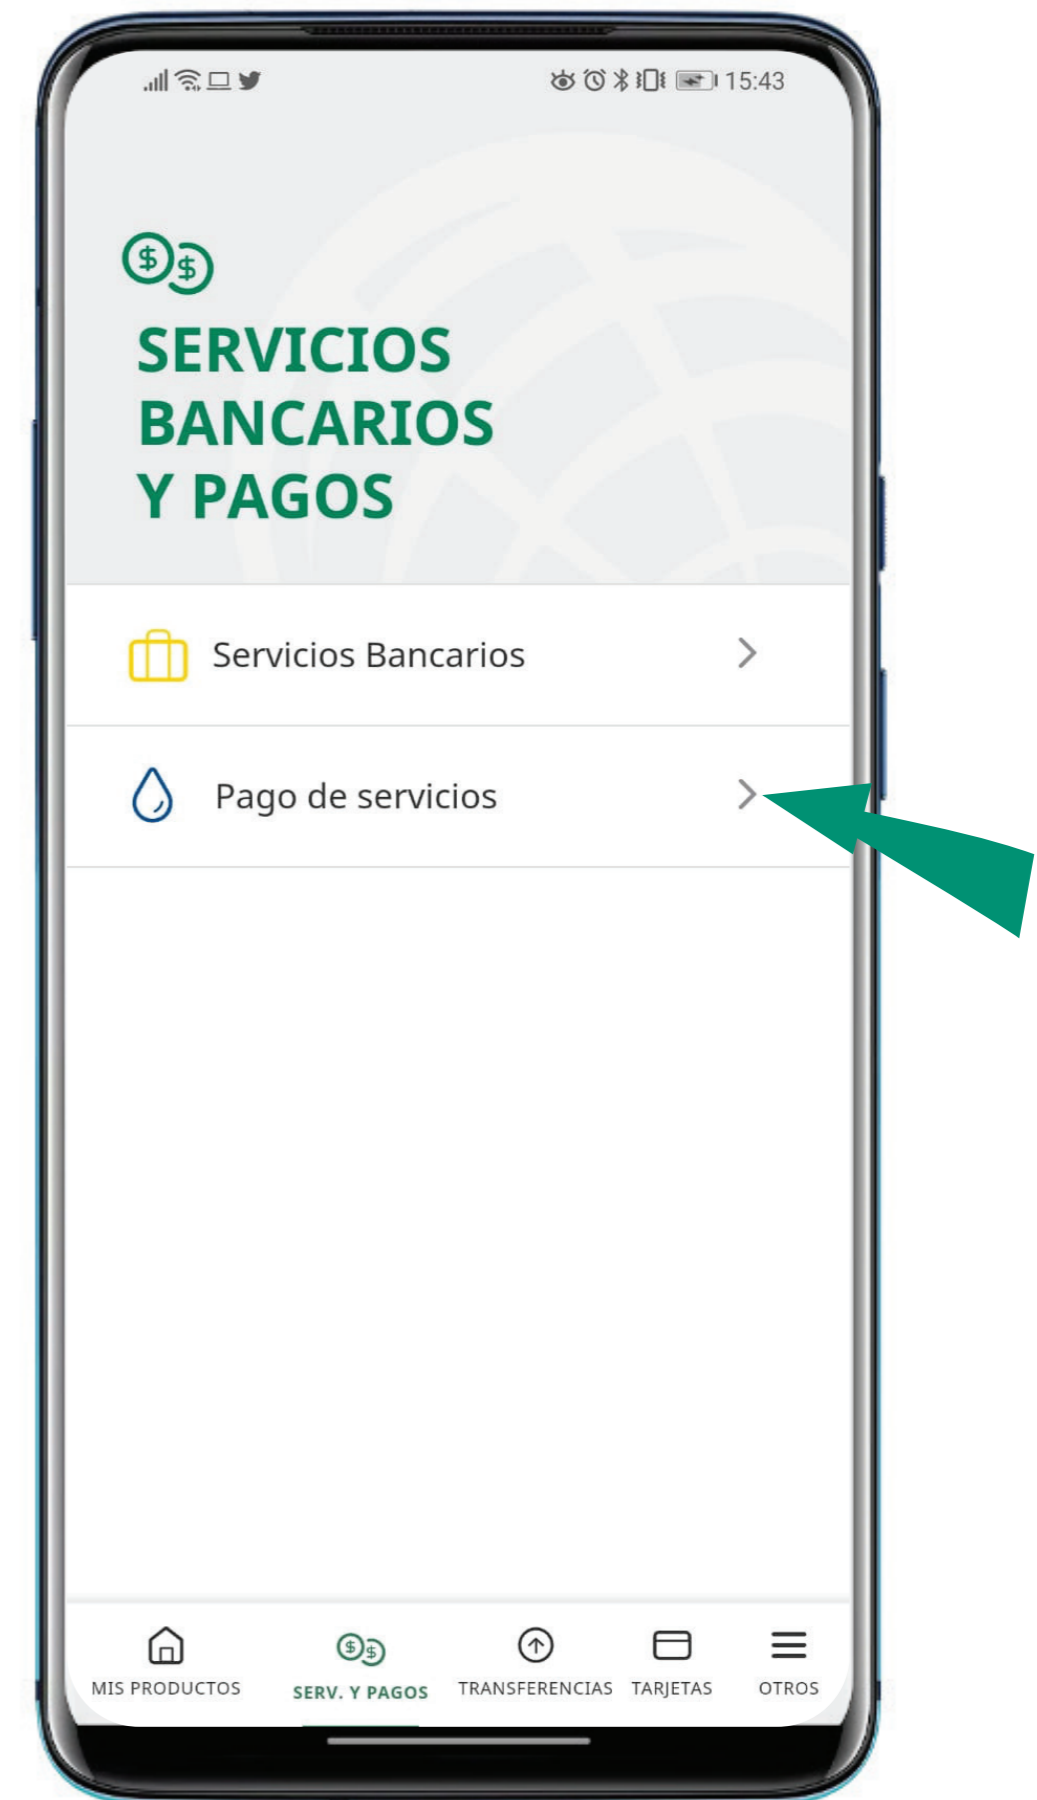 15:43
SERVICIOS
BANCARIOS
Y PAGOS
Servicios Bancarios
Pago de servicios
MIS PRODUCTOS
SERV. Y PAGOS
TRANSFERENCIAS
TARJETAS
OTROS